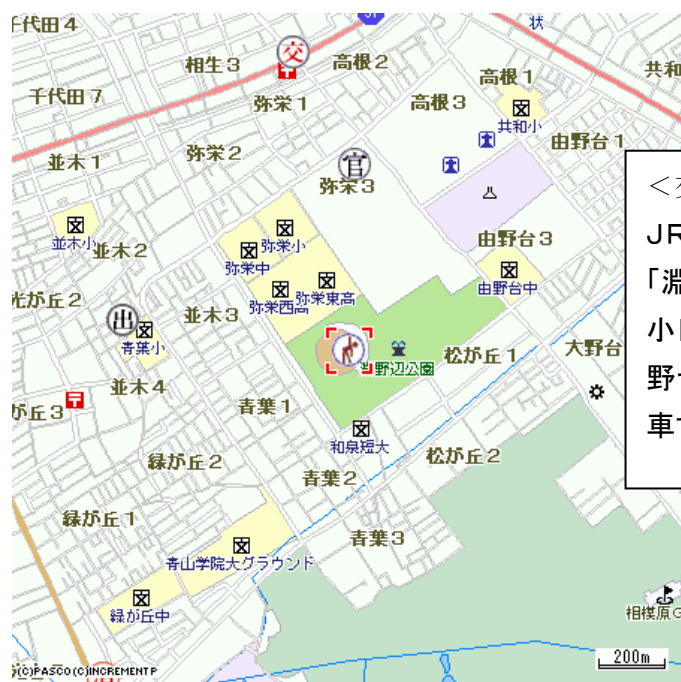 千代田4
状
交
相生3
高根2
高根1
共和
千代田7
弥栄1
高根3
共和小
由野台1
並木1
弥栄2
官
弥栄3
JR
並木小
並木2
弥栄小
弥栄中
由野台3
「淵
光が丘2
弥栄西高
弥栄東高
由野台中
小
出
並木3
青葉小
野辺公園
松が丘1
大野台
野
並木4
が丘3
青葉1
車
和泉短大
緑が丘2
松が丘2
青葉2
緑が丘1
青葉3
青山学院大グラウンド
緑が丘中
相模原G
200m
(C)PASCO(C)INCREMENT P